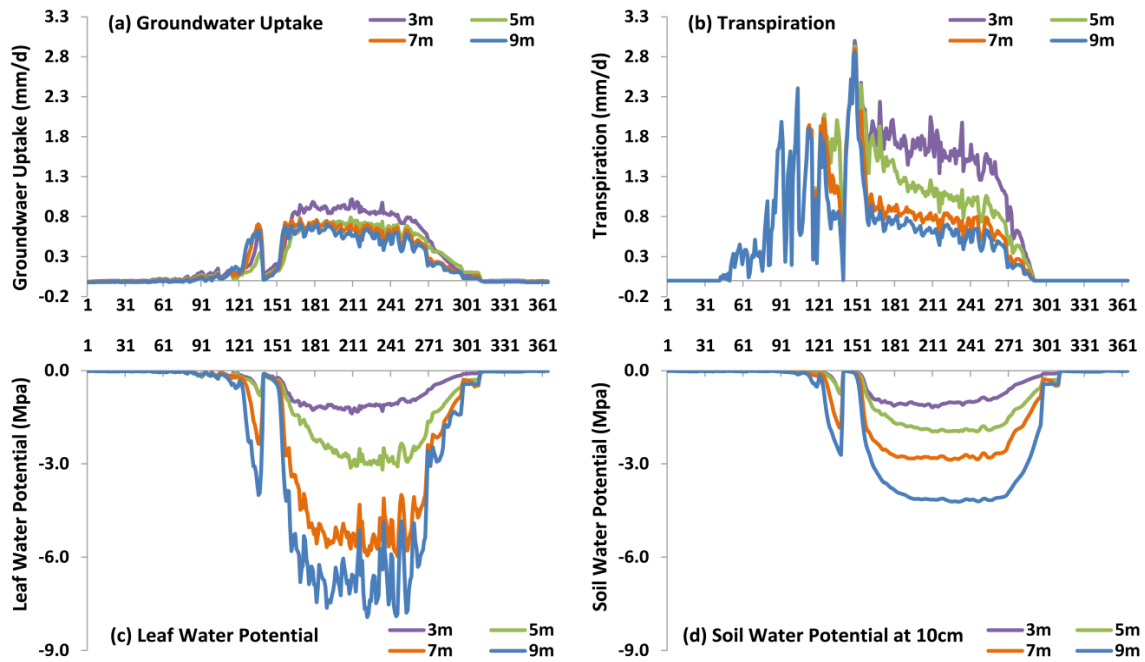 (a) Groundwater Uptake
3m 5m
7m 9m
Groundwaer Uptake (mm/d)
3.3
2.8
2.3
1.8
1.3
0.8
0.3
-0.2
1 31 61 91 121 151 181 211 241 271 301 331 361
(b) Transpiration
3m 5m
7m 9m
Transpiration (mm/d)
3.3
2.8
2.3
1.8
1.3
0.8
0.3
-0.2
1 31 61 91 121 151 181 211 241 271 301 331 361
1 31 61 91 121 151 181 211 241 271 301 331 361
Leaf Water Potential (Mpa)
0.0
-3.0
-6.0
-9.0
(c) Leaf Water Potential
3m 5m
7m 9m
1 31 61 91 121 151 181 211 241 271 301 331 361
Soil Water Potential (Mpa)
0.0
-3.0
-6.0
-9.0
(d) Soil Water Potential at 10cm
3m 5m
7m 9m